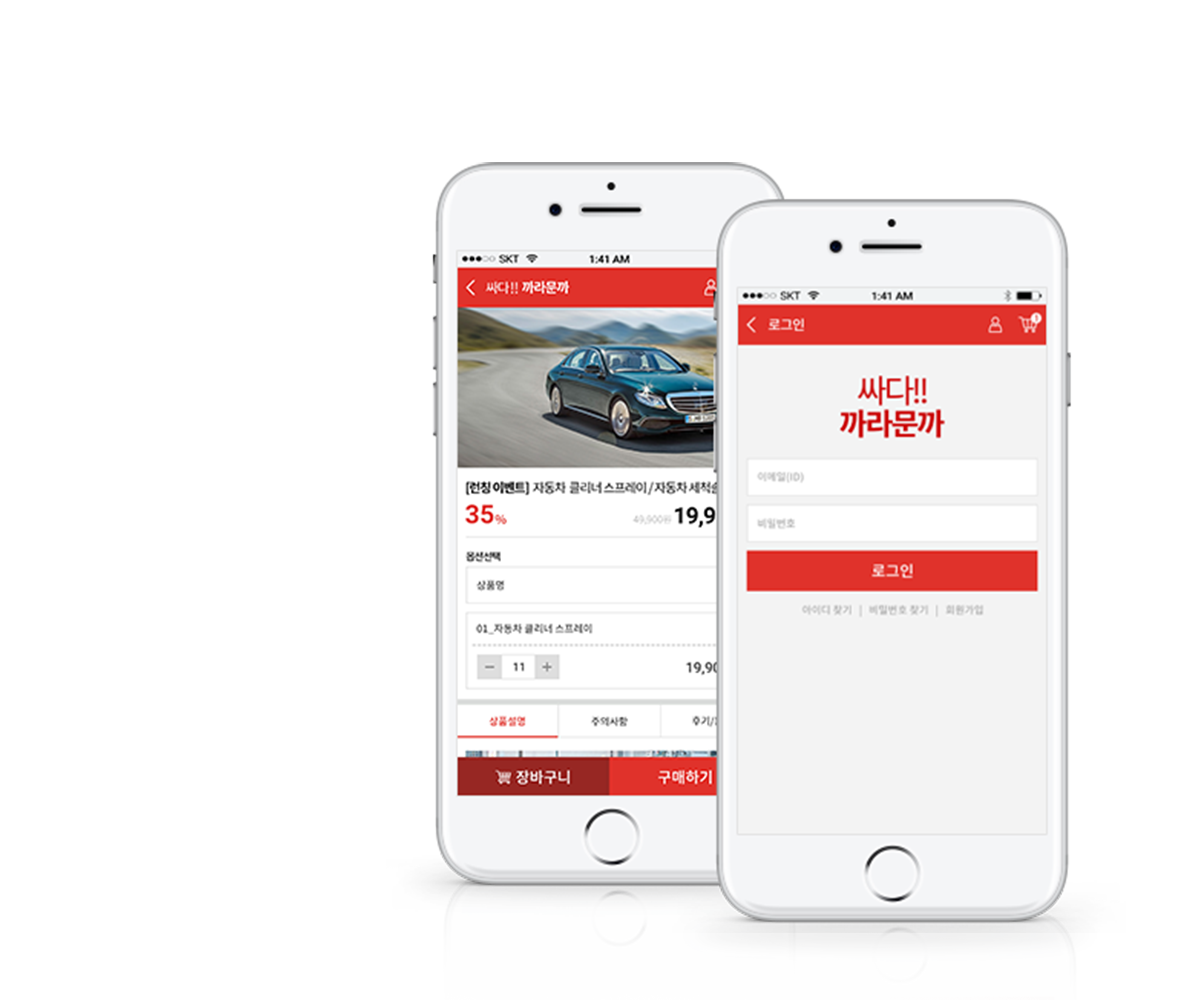 SKT
1:41 AM
싸다!! 까라문까
[런칭 이벤트] 자동차 클리너 스프레이 / 자동차 세척
35%
49,900원 19,9
옵션선택
상품명
01_자동차 클리너 스프레이
− 11 +
19,90
상품설명
주의사항
후기/
장바구니
구매하기
SKT
1:41 AM
로그인
1
싸다!!
까라문까
이메일(ID)
비밀번호
로그인
아이디 찾기 | 비밀번호 찾기 | 회원가입